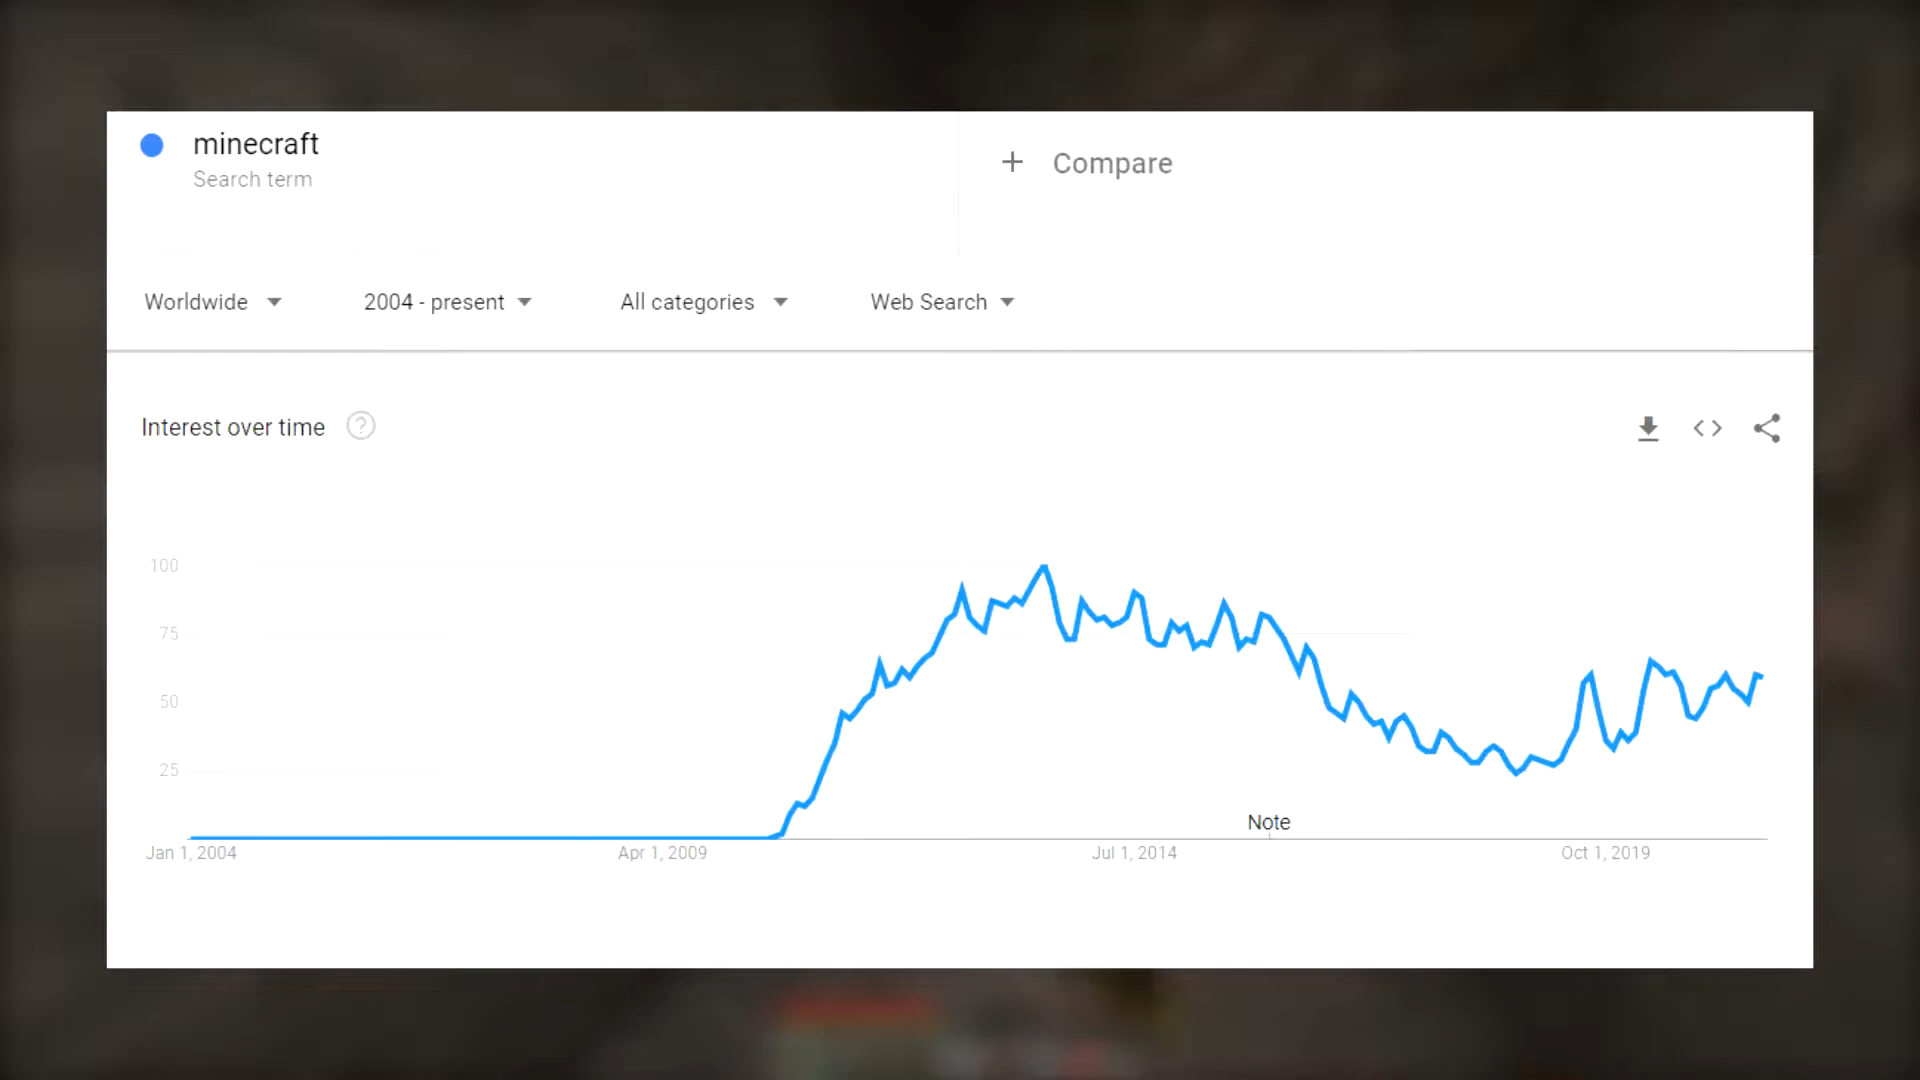 minecraft
Search term
+ Compare
Worldwide
2004 - present
All categories
Web Search
Interest over time ?
100
75
50
25
Note
Jan 1, 2004
Apr 1, 2009
Jul 1, 2014
Oct 1, 2019